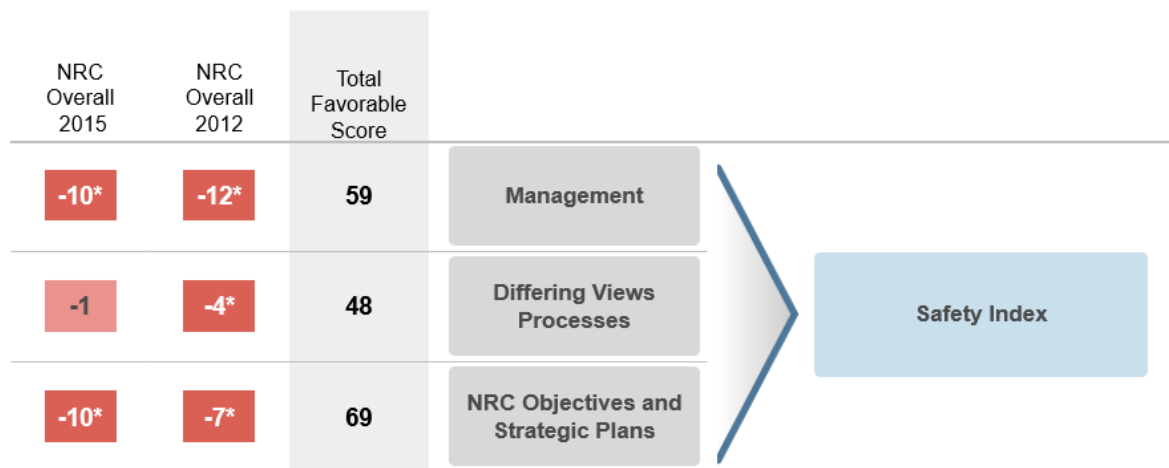 NRC
Overall
2015
NRC
Overall
2012
Total
Favorable
Score
-10*
-12*
59
Management
-1
-4*
48
Differing Views
Processes
Safety Index
-10*
-7*
69
NRC Objectives and
Strategic Plans